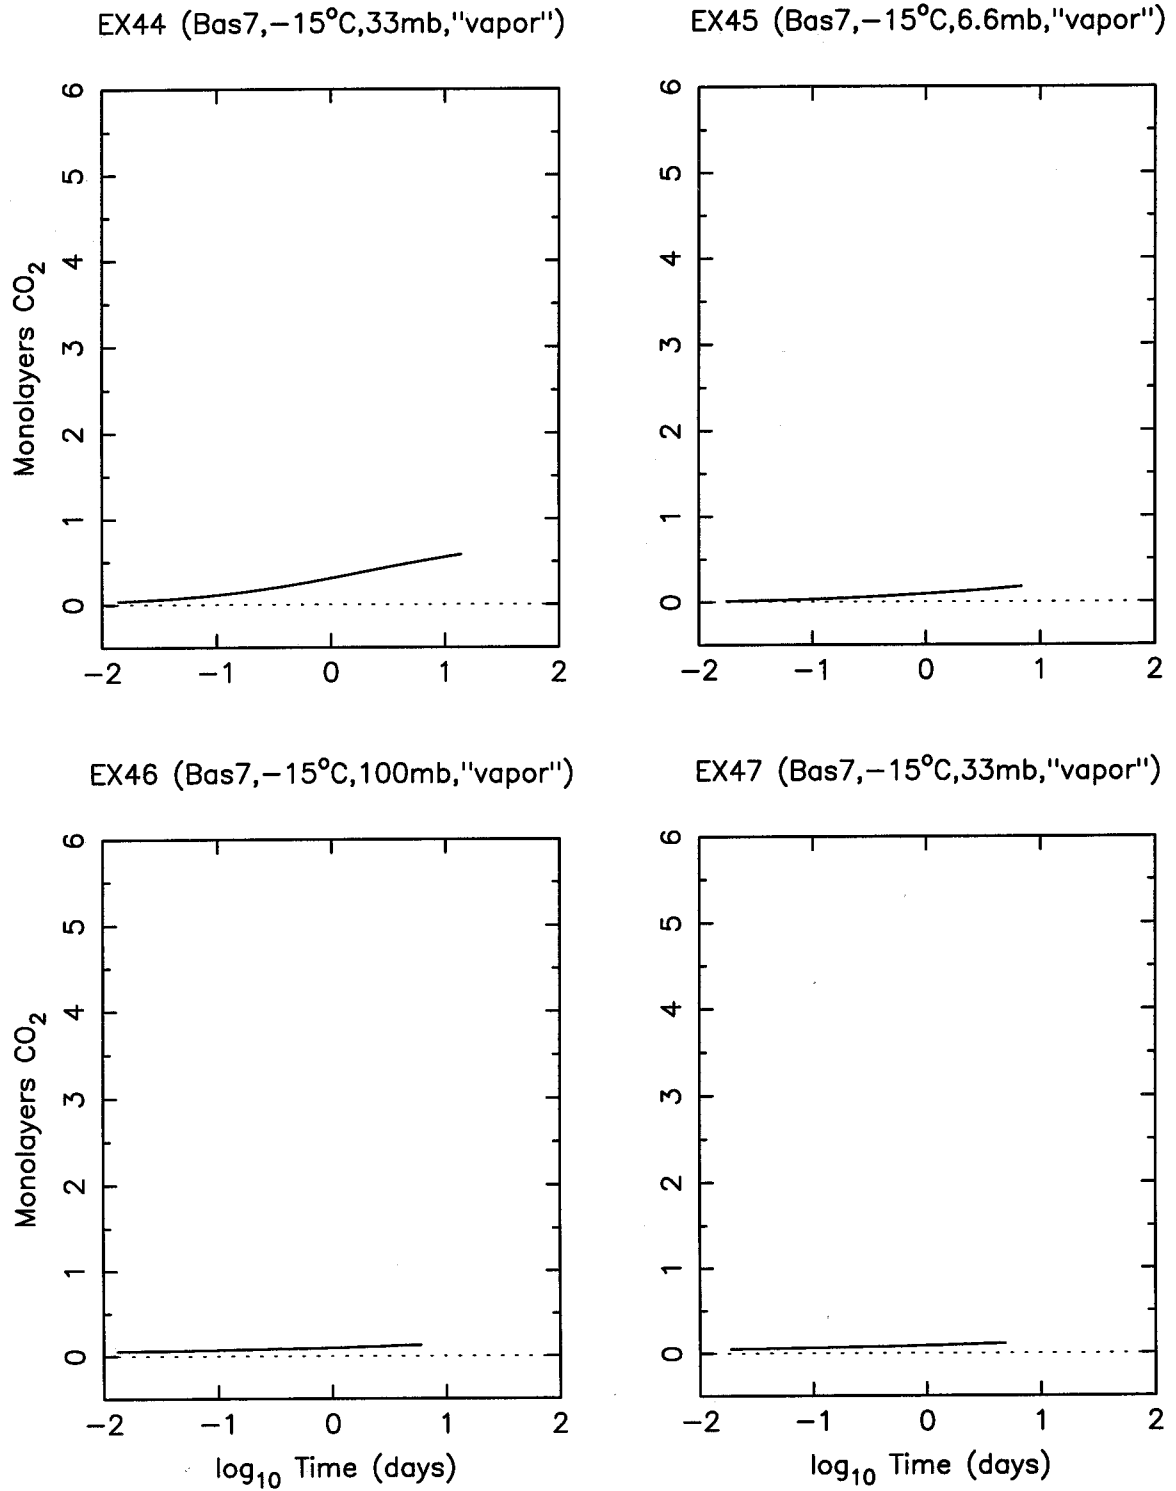 EX44 (Bas7,−15°C,33mb,"vapor")
EX45 (Bas7,−15°C,6.6mb,"vapor")
6
5
4
3
2
1
0
Monolayers CO2
−2 −1 0 1 2
6
5
4
3
2
1
0
−2 −1 0 1 2
EX46 (Bas7,−15°C,100mb,"vapor")
EX47 (Bas7,−15°C,33mb,"vapor")
6
5
4
3
2
1
0
Monolayers CO2
−2 −1 0 1 2
log10 Time (days)
6
5
4
3
2
1
0
−2 −1 0 1 2
log10 Time (days)